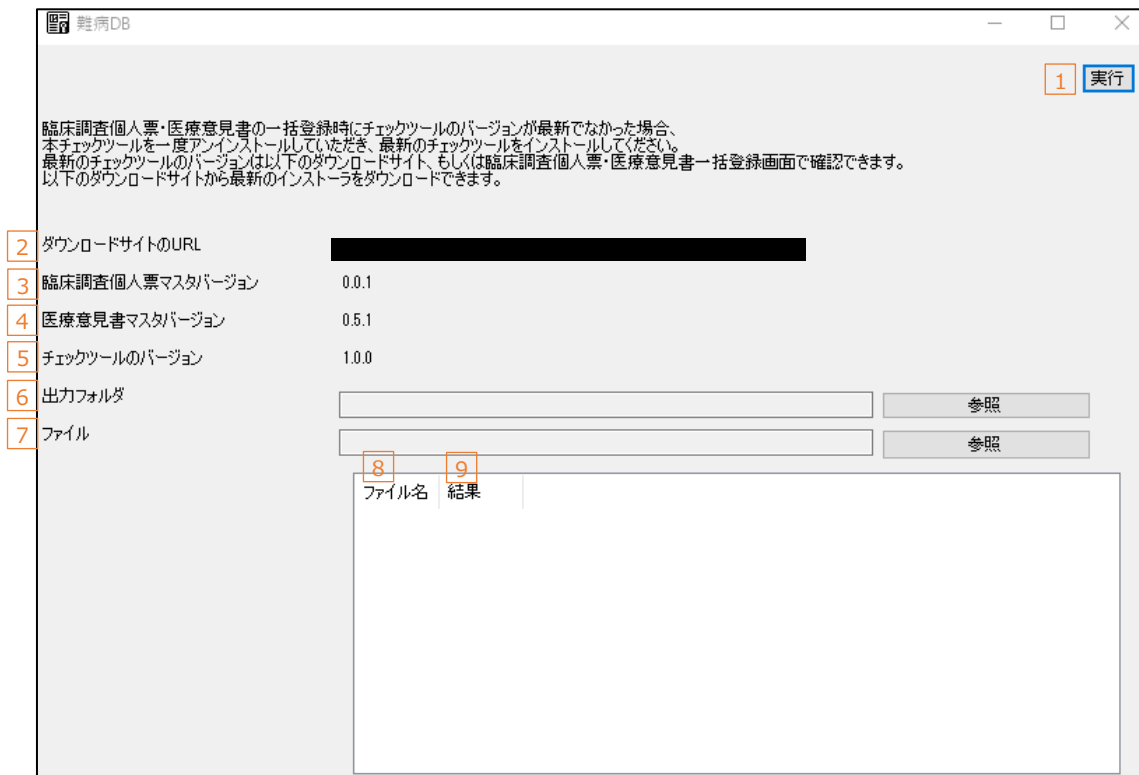 難病DB
1 実行
臨床調査個人票・医療意見書の一括登録時にチェックツールのバージョンが最新でなかった場合、
本チェックツールを一度アンインストールしていただき、最新のチェックツールをインストールしてください。
最新のチェックツールのバージョンは以下のダウンロードサイト、もしくは臨床調査個人票・医療意見書一括登録画面で確認できます。
以下のダウンロードサイトから最新のインストーラをダウンロードできます。
2 ダウンロードサイトのURL
3 臨床調査個人票マスタバージョン 0.0.1
4 医療意見書マスタバージョン 0.5.1
5 チェックツールのバージョン 1.0.0
6 出力フォルダ 参照
7 ファイル 参照
8 9
ファイル名 結果